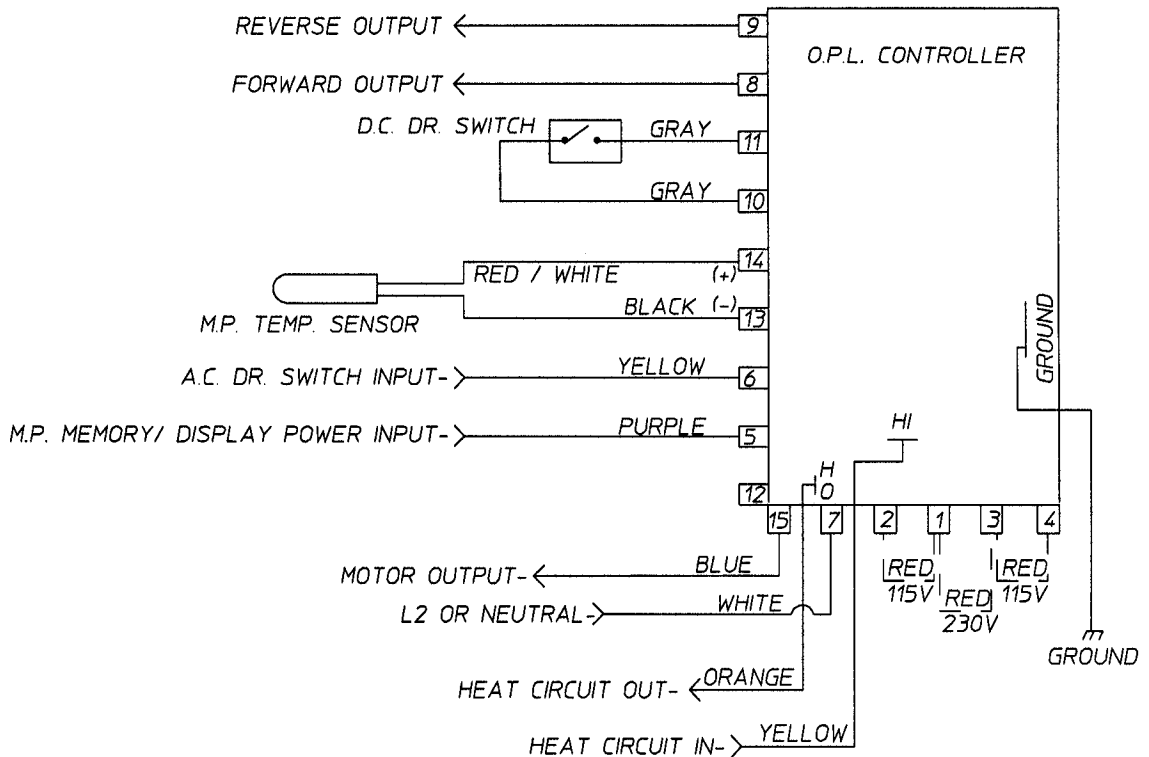 REVERSE OUTPUT
9
O.P.L. CONTROLLER
FORWARD OUTPUT
8
D.C. DR. SWITCH
GRAY
11
GRAY
10
14
RED / WHITE
(+)
BLACK (-)
13
M.P. TEMP. SENSOR
GROUND
A.C. DR. SWITCH INPUT-
YELLOW
6
M.P. MEMORY/ DISPLAY POWER INPUT-
PURPLE
5
HI
H
O
12
15
7
2
1
3
4
MOTOR OUTPUT-
BLUE
RED
115V
RED
230V
RED
115V
L2 OR NEUTRAL-
WHITE
GROUND
HEAT CIRCUIT OUT-
ORANGE
HEAT CIRCUIT IN-
YELLOW